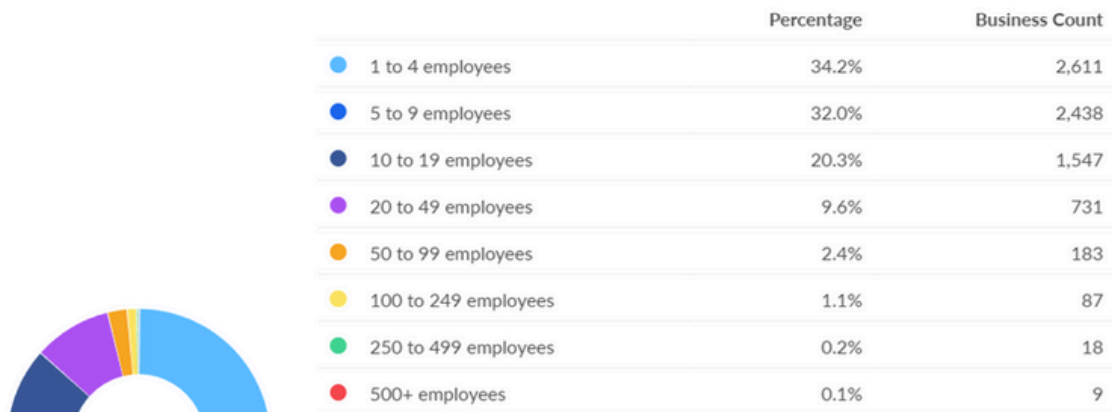 Percentage Business Count
1 to 4 employees 34.2% 2,611
5 to 9 employees 32.0% 2,438
10 to 19 employees 20.3% 1,547
20 to 49 employees 9.6% 731
50 to 99 employees 2.4% 183
100 to 249 employees 1.1% 87
250 to 499 employees 0.2% 18
500+ employees 0.1% 9